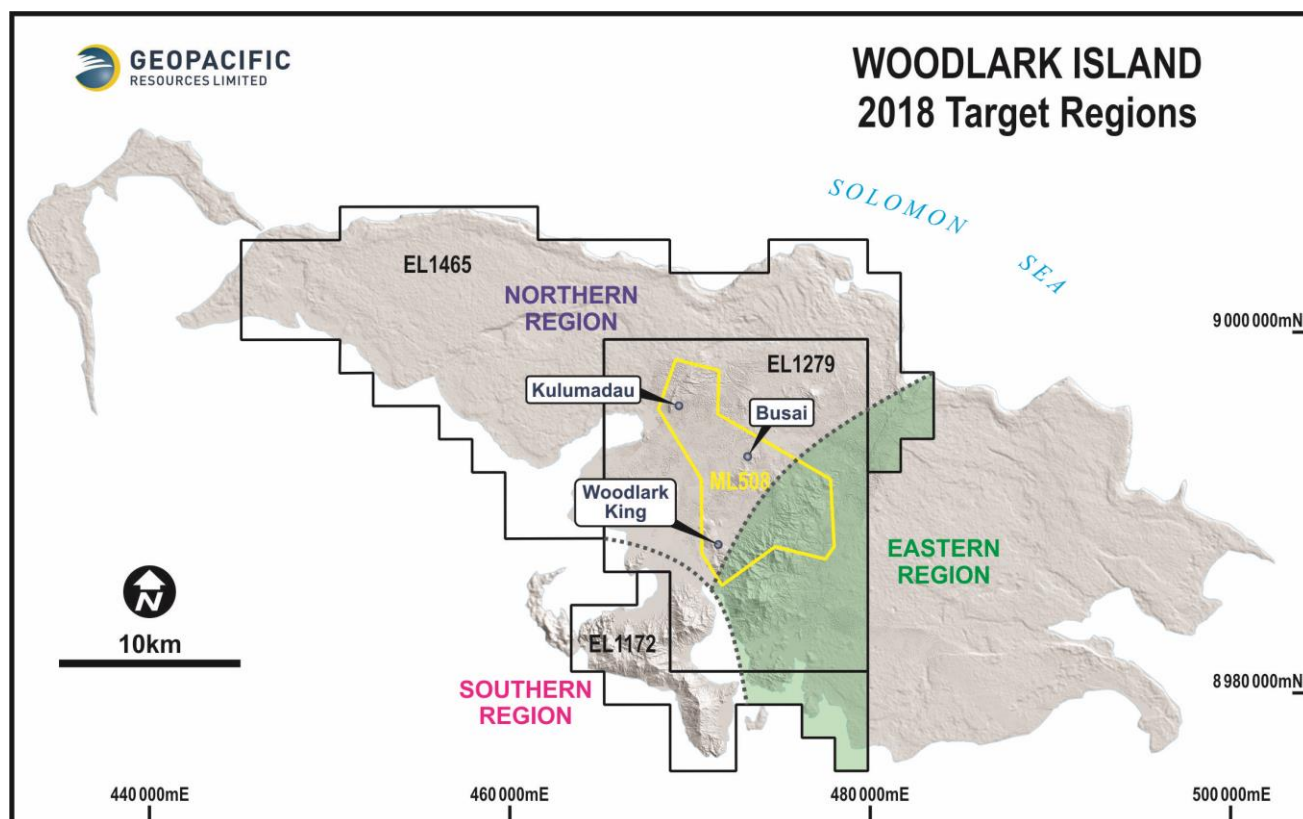 GEOPACIFIC
RESOURCES LIMITED
WOODLARK ISLAND
2018 Target Regions
SOLOMON
SEA
EL1465
NORTHERN
REGION
9 000 000mN
EL1279
Kulumadau
Busai
ML508
Woodlark
King
EASTERN
REGION
N
10km
EL1172
SOUTHERN
REGION
8 980 000mN
440 000mE
460 000mE
480 000mE
500 000mE